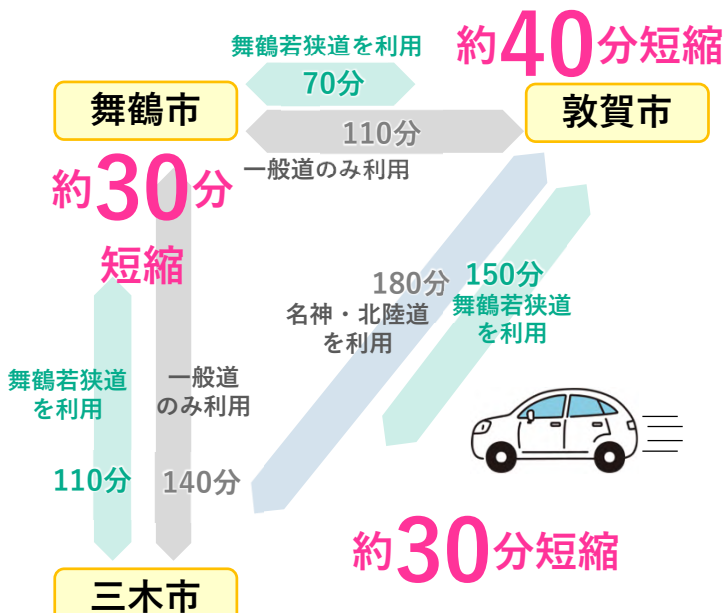 舞鶴若狭道を利用
70分
約40分短縮
舞鶴市
敦賀市
110分
一般道のみ利用
約30分
短縮
180分
名神・北陸道
を利用
150分
舞鶴若狭道
を利用
舞鶴若狭道
を利用
一般道
のみ利用
110分
140分
約30分短縮
三木市